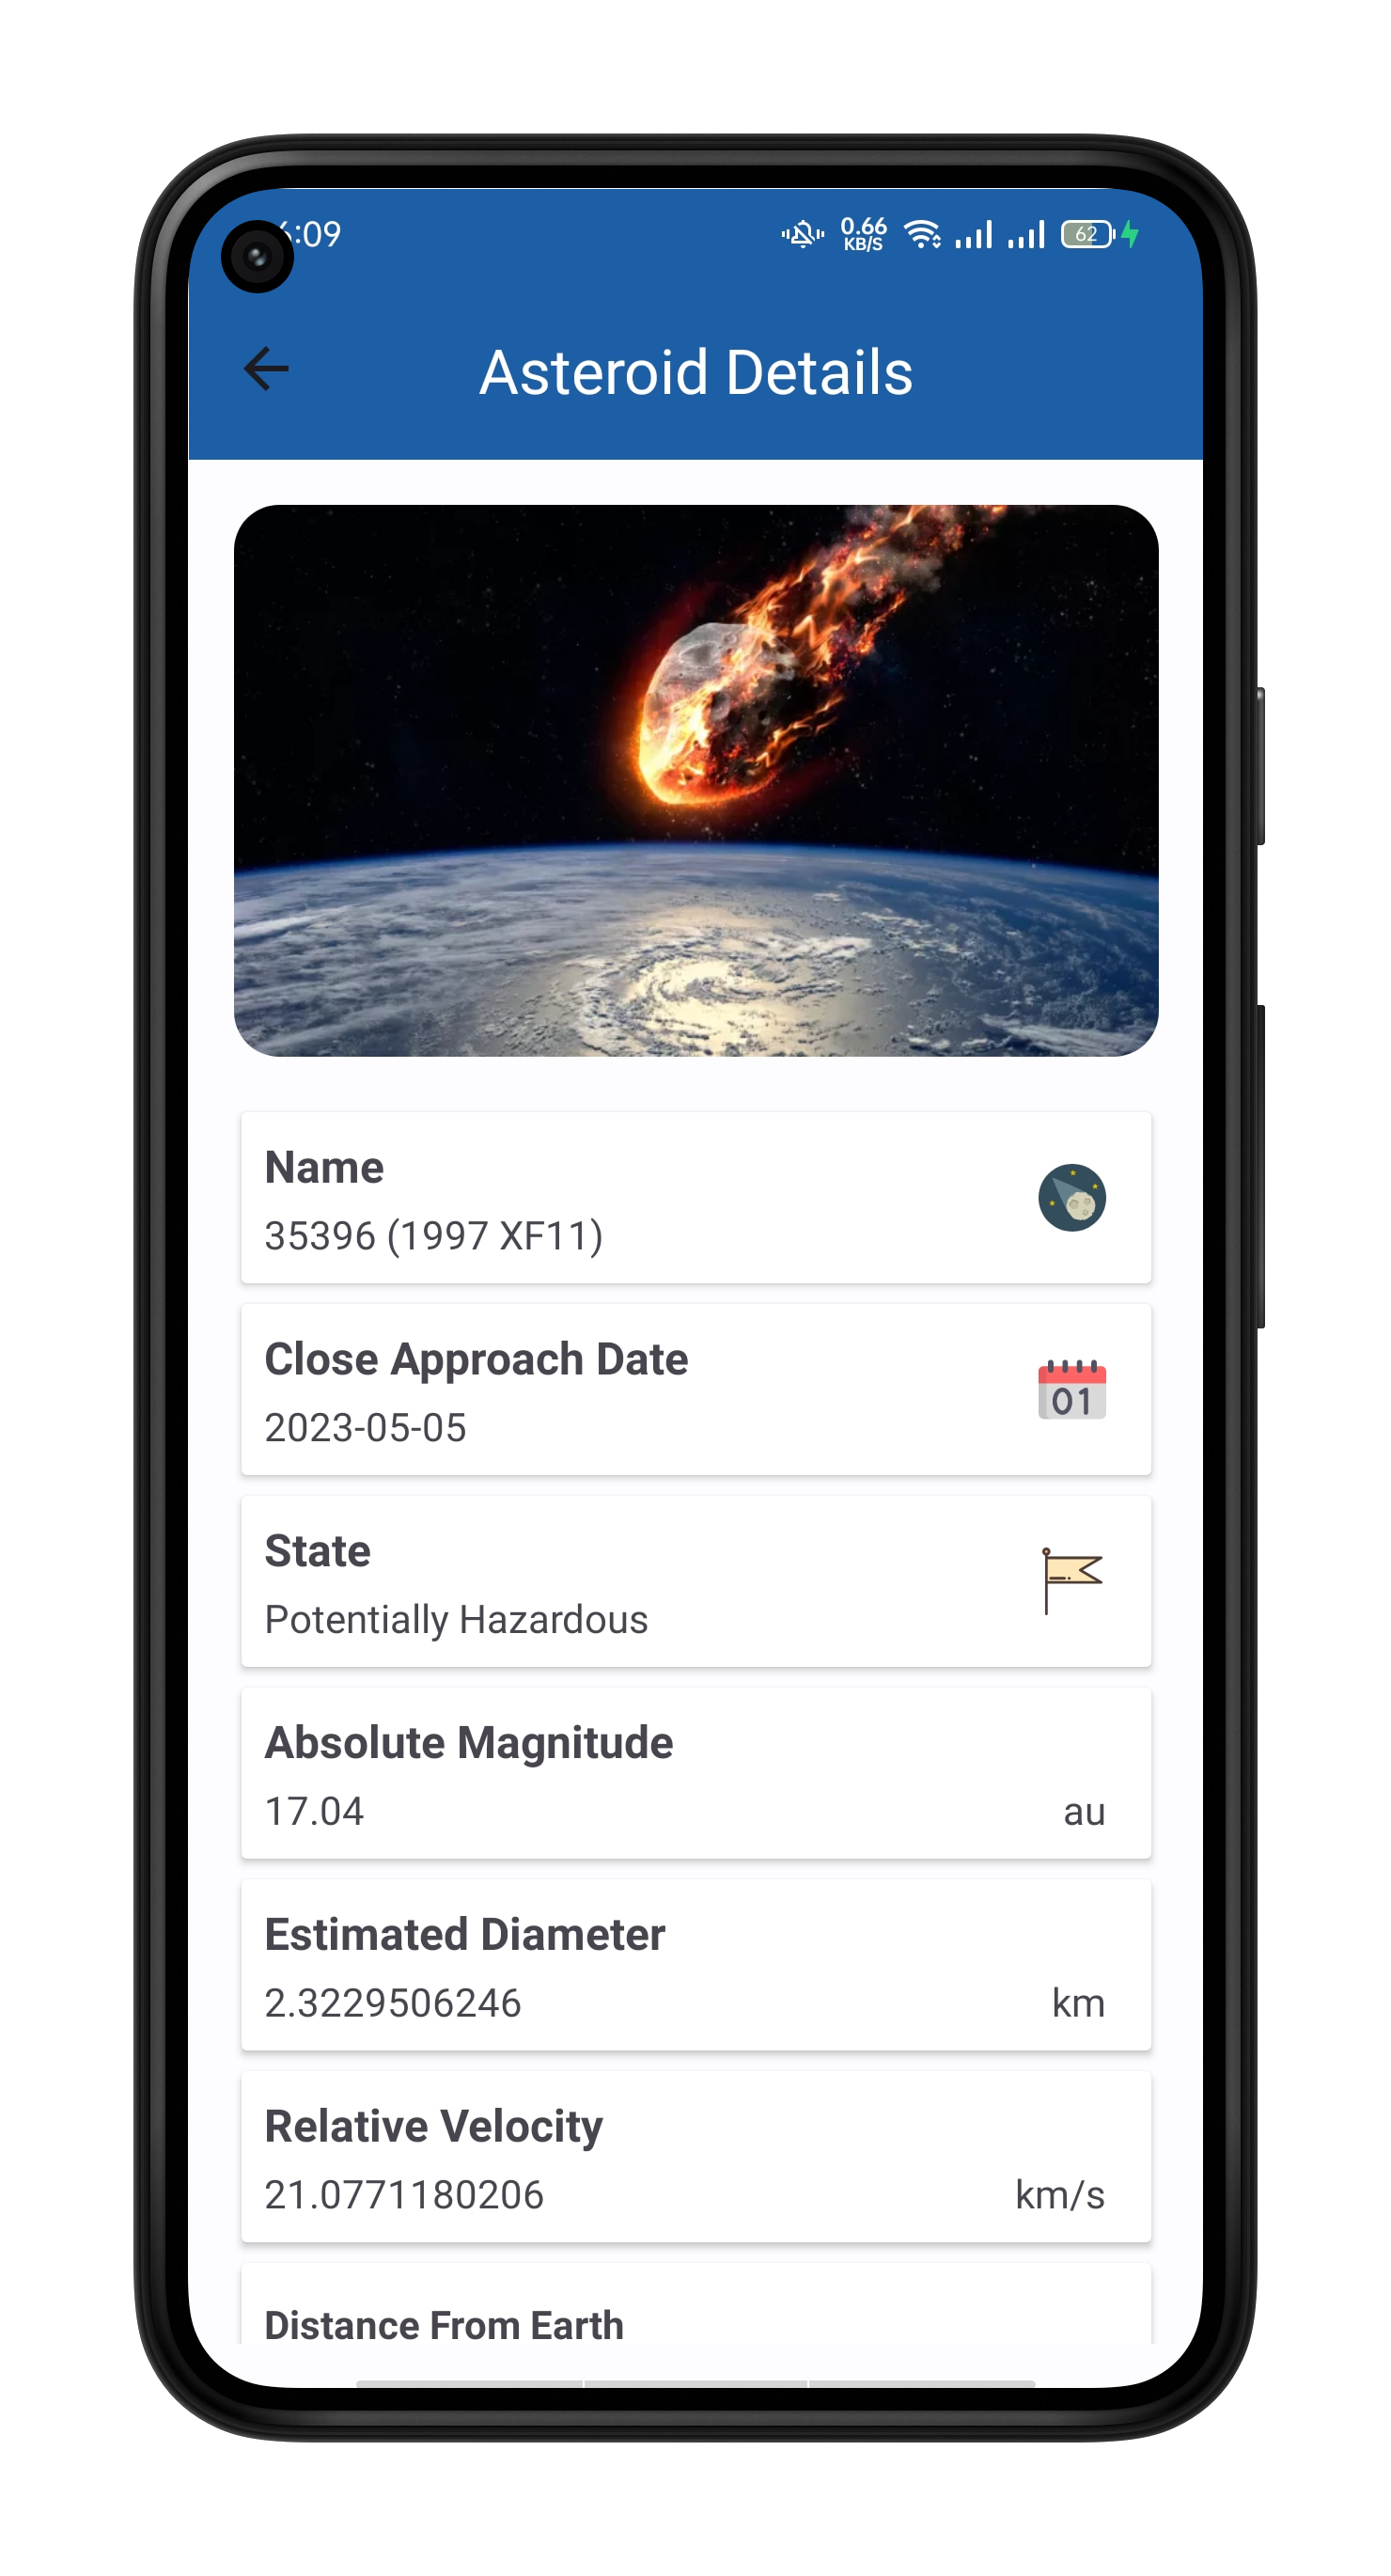 :09
0.66
KB/S
62
Asteroid Details
Name
35396 (1997 XF11)
Close Approach Date
2023-05-05
01
State
Potentially Hazardous
Absolute Magnitude
17.04 au
Estimated Diameter
2.3229506246 km
Relative Velocity
21.0771180206 km/s
Distance From Earth